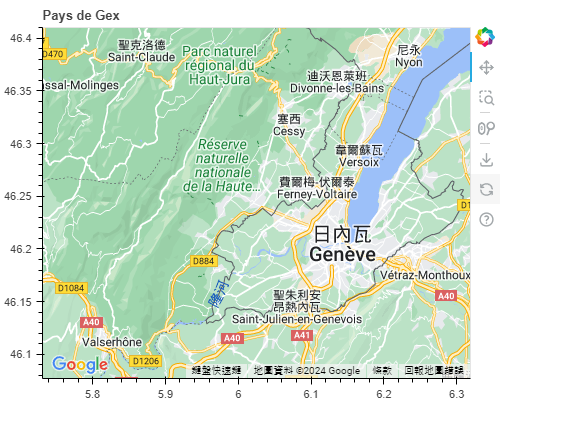 Pays de Gex
46.4
46.35
46.3
46.25
46.2
46.15
46.1
D470
聖克洛德
Saint-Claude
Parc naturel
régional du
Haut-Jura
尼永
Nyon
assal-Molinges
迪沃恩萊班
Divonne-les-Bains
塞西
Cessy
Réserve
naturelle
nationale
de la Haute...
韋爾蘇瓦
Versoix
費爾梅-伏爾泰
Ferney-Voltaire
D1
日內瓦
Genève
D884
Vétraz-Monthoux
D1084
隆河
聖朱利安
昂熱內瓦
Saint-Julien-en-Genevois
A40
A40
A40
A41
Valserhône
D1206
Google
鍵盤快速鍵
地圖資料 ©2024 Google
條款
回報地圖錯誤
5.8
5.9
6
6.1
6.2
6.3